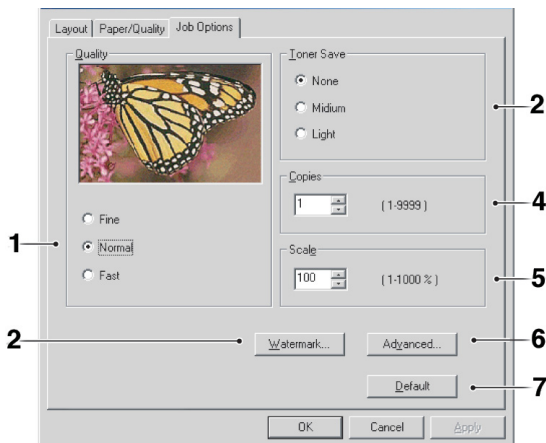 Layout Paper/Quality Job Options
Quality
Fine
Normal
Fast
1
Toner Save
None
Midium
Light
2
Copies
1 (1-9999)
4
Scale
100 (1-1000 %)
5
2
Watermark... Advanced...
6
Default
7
OK Cancel Apply